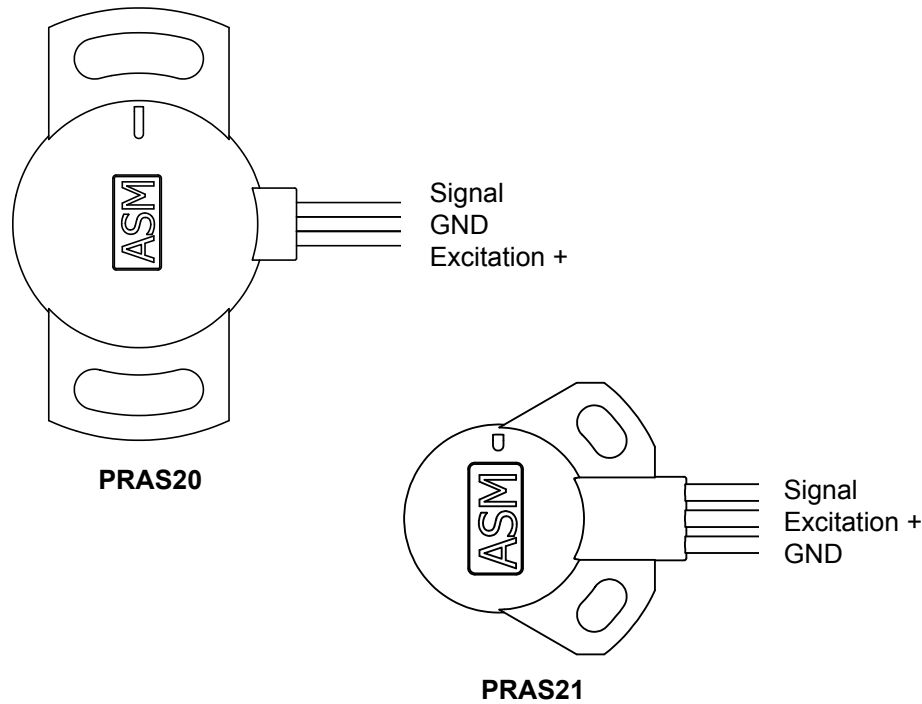 ASM
Signal
GND
Excitation +
PRAS20
ASM
Signal
Excitation +
GND
PRAS21